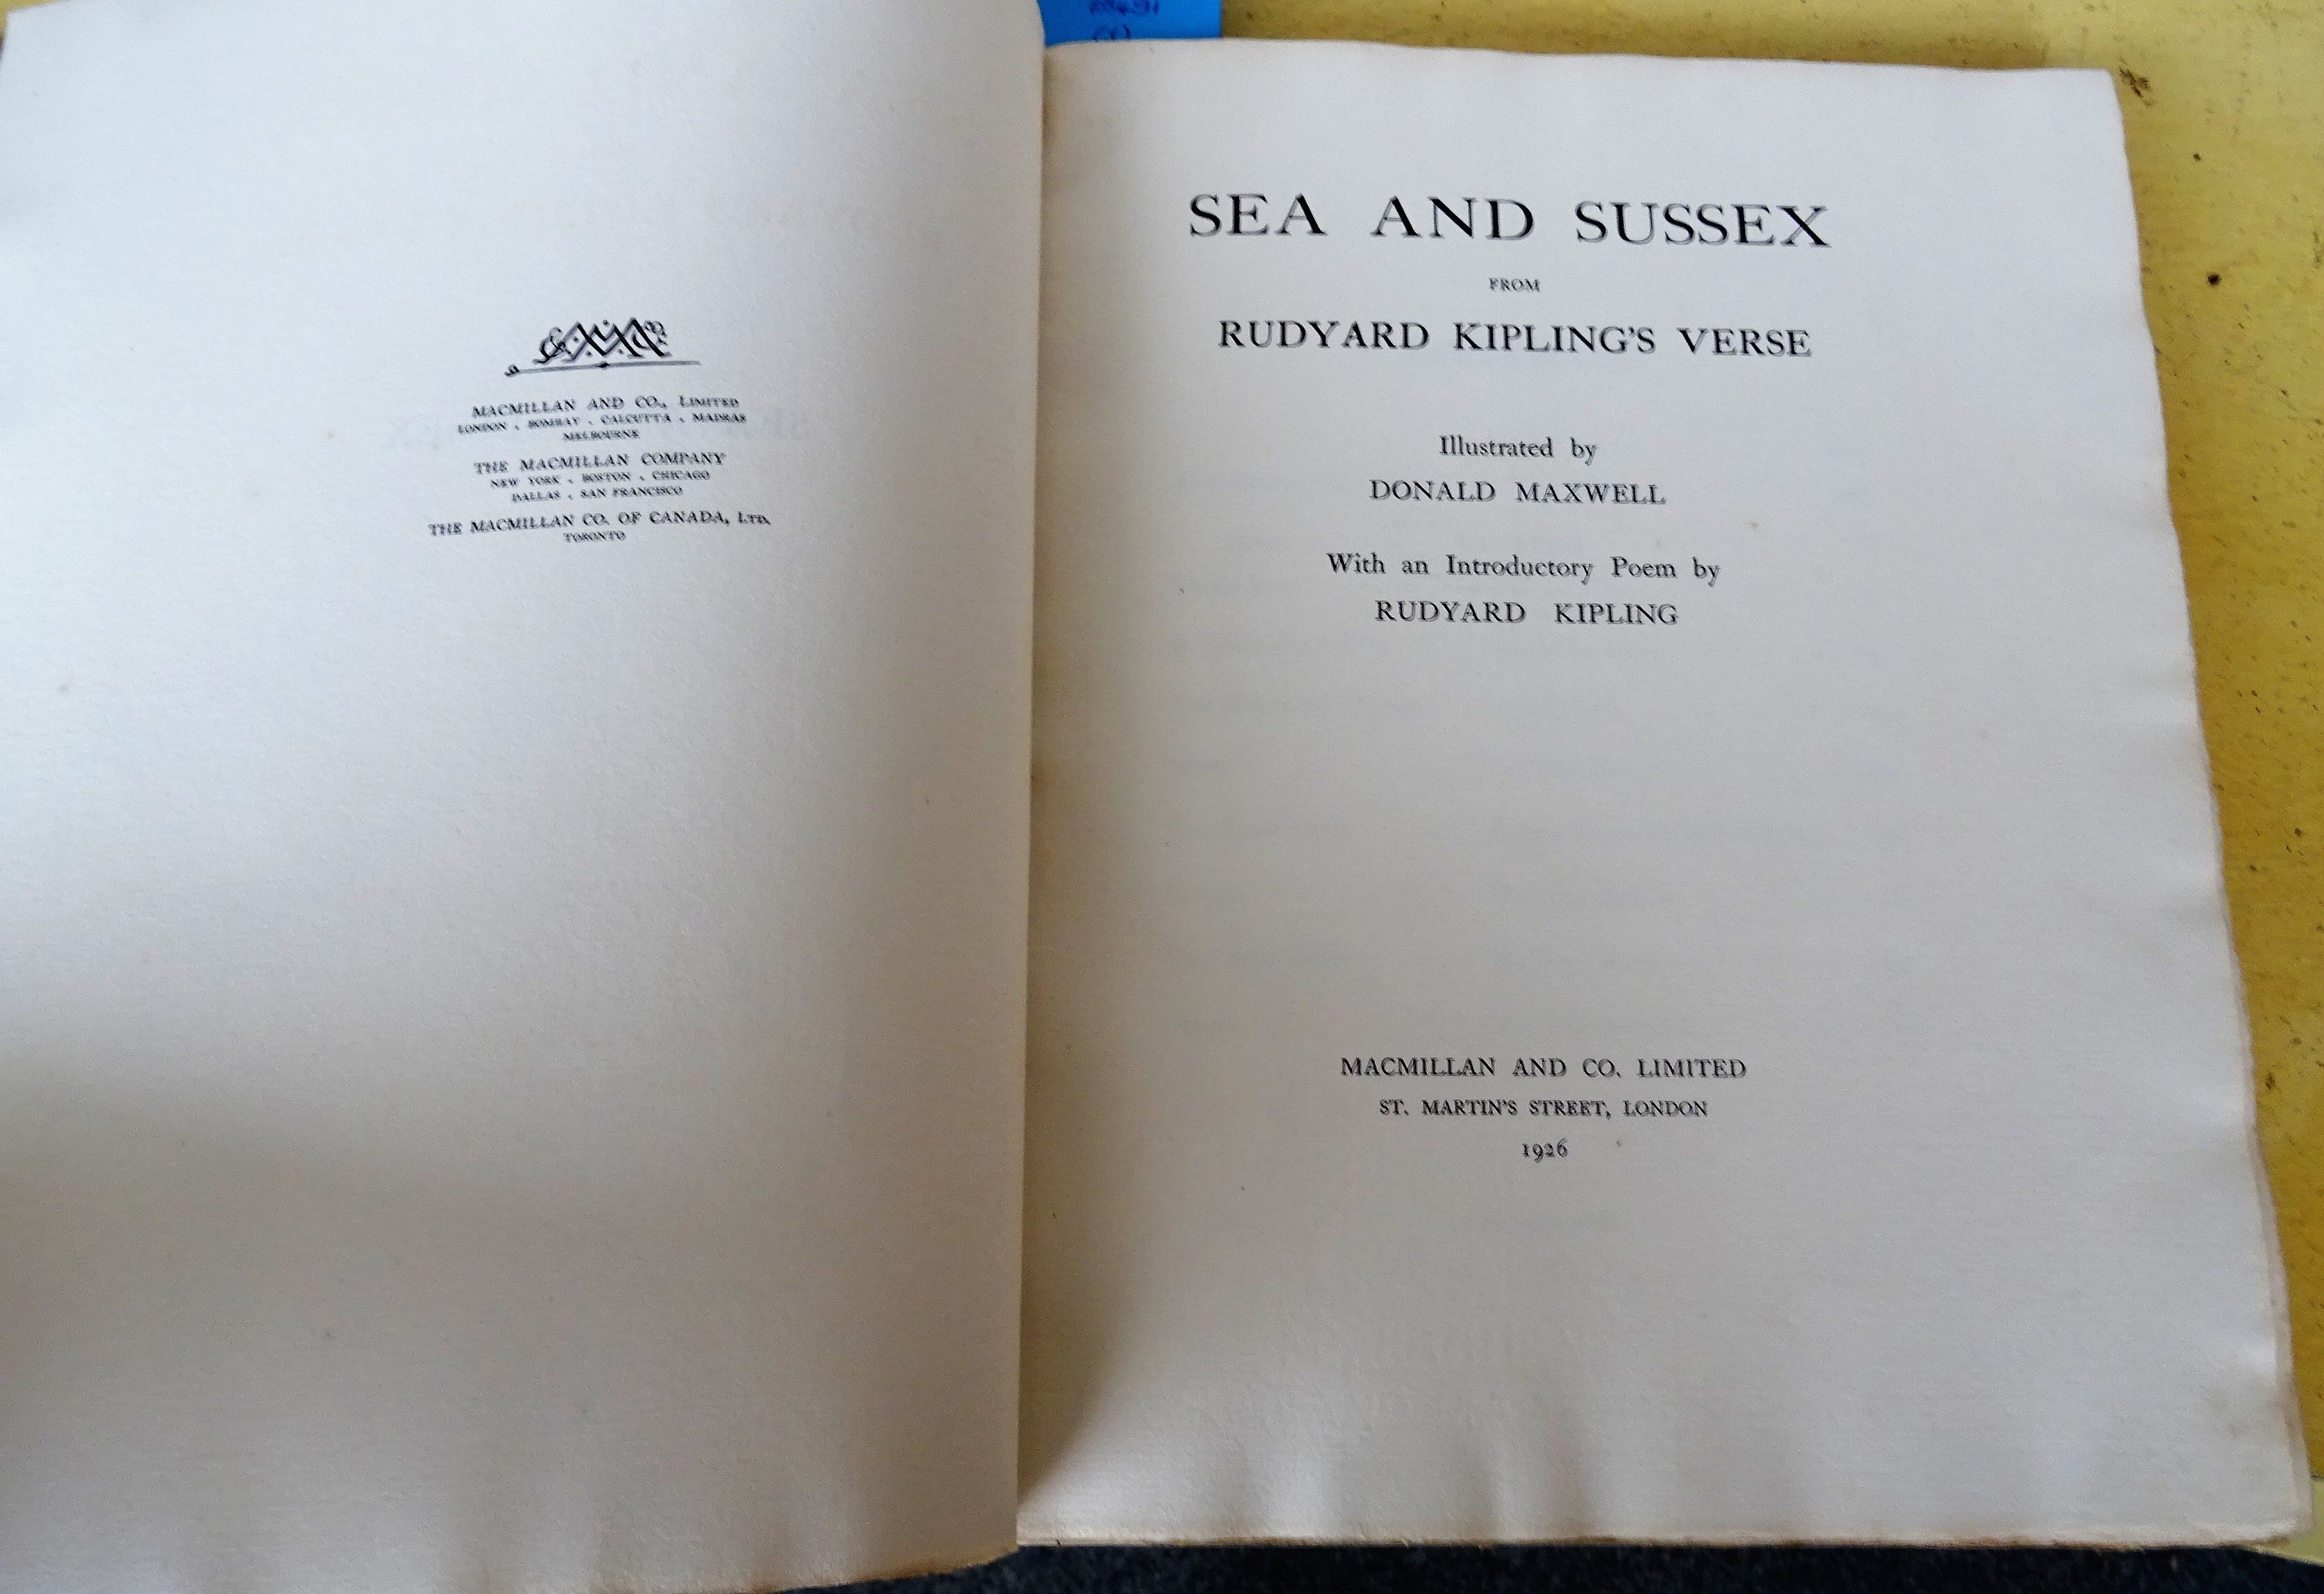 MACMILLAN AND CO., LIMITED
LONDON . BOMBAY . CALCUTTA . MADRAS
MELBOURNE
THE MACMILLAN COMPANY
NEW YORK . BOSTON . CHICAGO
DALLAS . SAN FRANCISCO
THE MACMILLAN CO. OF CANADA, LTD.
TORONTO
SEA AND SUSSEX
FROM
RUDYARD KIPLING'S VERSE
Illustrated by
DONALD MAXWELL
With an Introductory Poem by
RUDYARD KIPLING
MACMILLAN AND CO. LIMITED
ST. MARTIN'S STREET, LONDON
1926